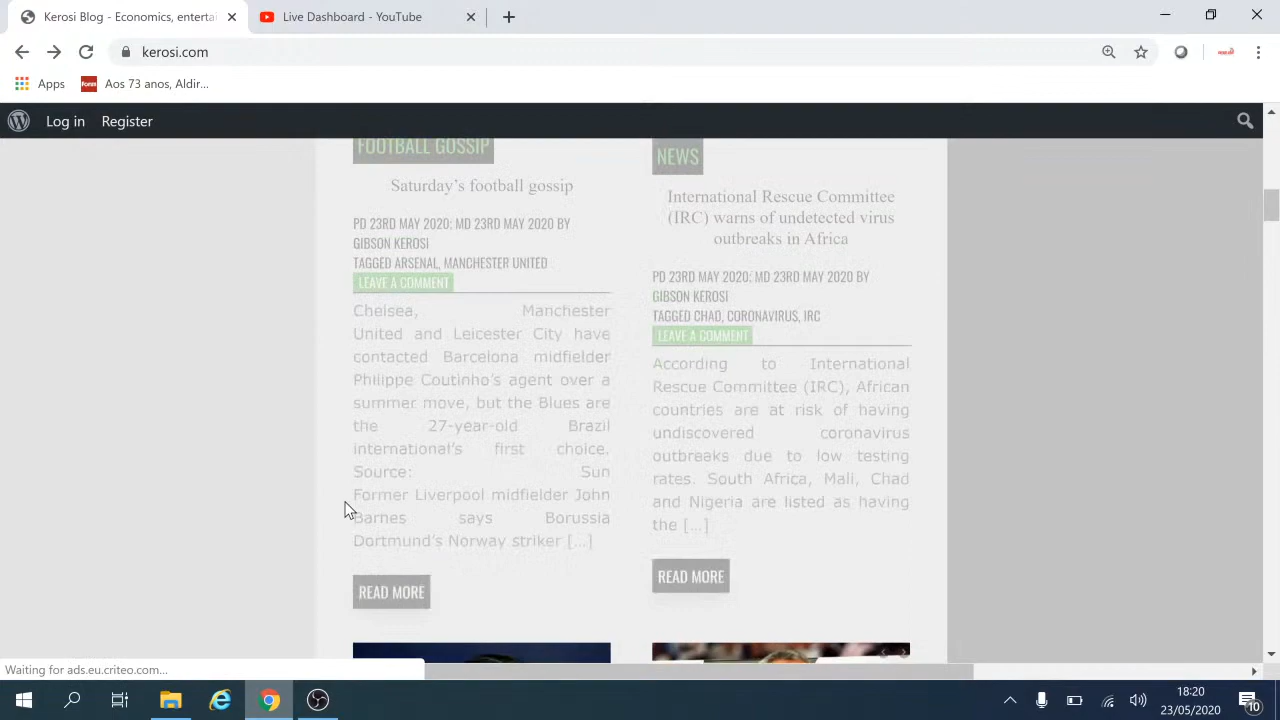 Kerosi Blog - Economics, enterta
Live Dashboard - YouTube
kerosi.com
Apps
Aos 73 anos, Aldir...
Log in
Register
FOOTBALL GOSSIP
Saturday's football gossip
PD 23RD MAY 2020; MD 23RD MAY 2020 BY
GIBSON KEROSI
TAGGED ARSENAL, MANCHESTER UNITED
LEAVE A COMMENT
Chelsea, Manchester
United and Leicester City have
contacted Barcelona midfielder
Philippe Coutinho's agent over a
summer move, but the Blues are
the 27-year-old Brazil
international's first choice.
Source: Sun
Former Liverpool midfielder John
Barnes says Borussia
Dortmund's Norway striker [...]
READ MORE
NEWS
International Rescue Committee
(IRC) warns of undetected virus
outbreaks in Africa
PD 23RD MAY 2020; MD 23RD MAY 2020 BY
GIBSON KEROSI
TAGGED CHAD, CORONAVIRUS, IRC
LEAVE A COMMENT
According to International
Rescue Committee (IRC), African
countries are at risk of having
undiscovered coronavirus
outbreaks due to low testing
rates. South Africa, Mali, Chad
and Nigeria are listed as having
the [...]
READ MORE
Waiting for ads.eu.criteo.com...
18:20
23/05/2020
10